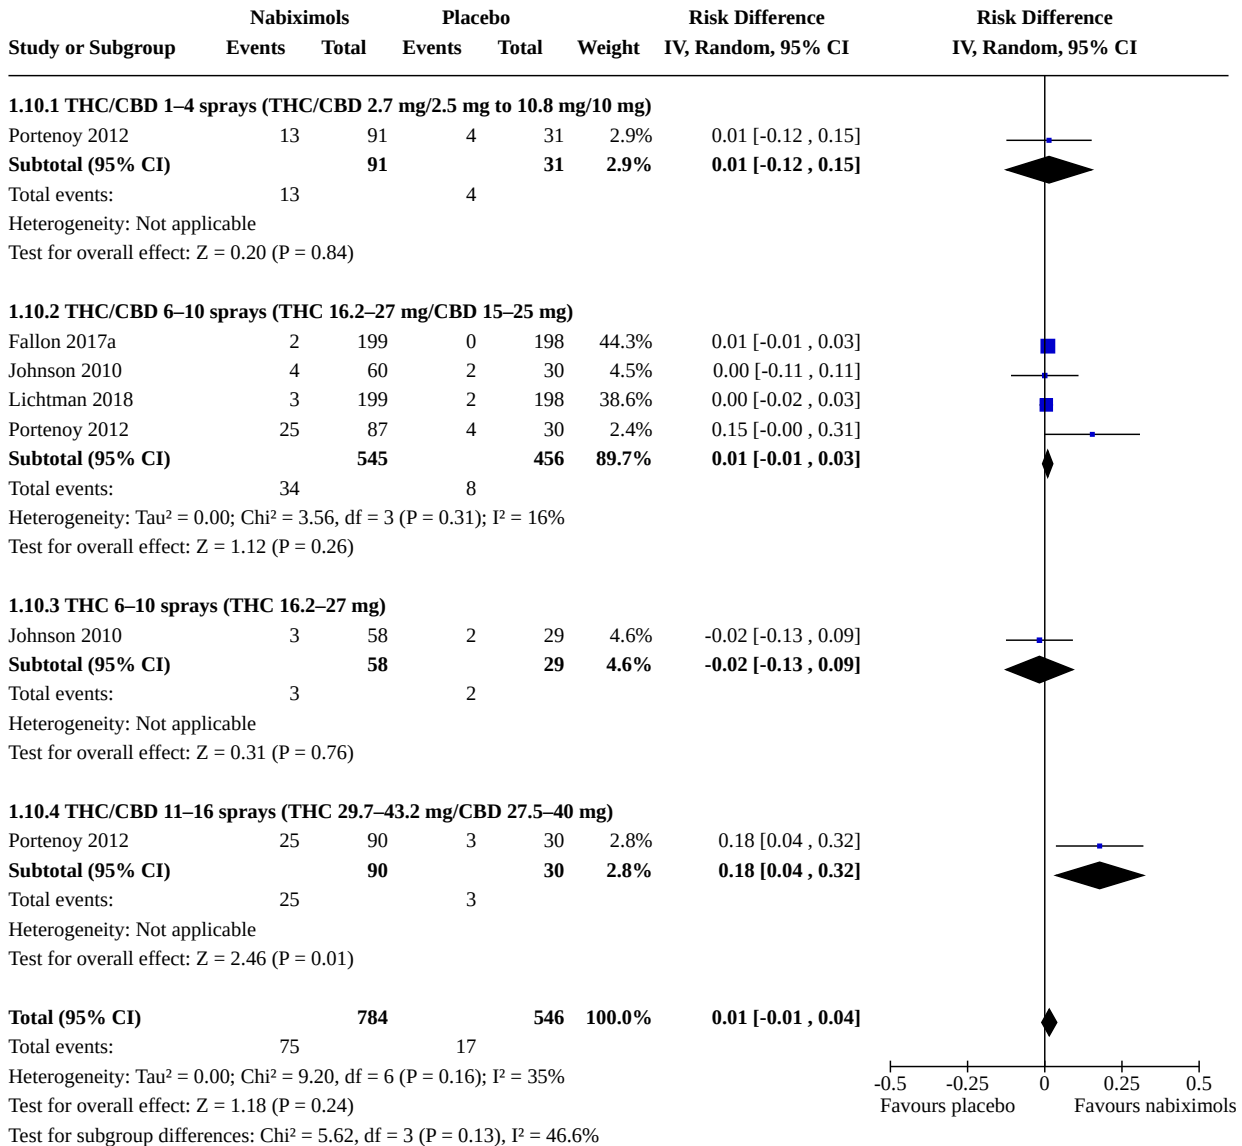 Nabiximols Placebo Risk Difference Risk Difference
Study or Subgroup Events Total Events Total Weight IV, Random, 95% CI IV, Random, 95% CI
1.10.1 THC/CBD 1–4 sprays (THC/CBD 2.7 mg/2.5 mg to 10.8 mg/10 mg)
Portenoy 2012 13 91 4 31 2.9% 0.01 [-0.12 , 0.15]
Subtotal (95% CI) 91 31 2.9% 0.01 [-0.12 , 0.15]
Total events: 13 4
Heterogeneity: Not applicable
Test for overall effect: Z = 0.20 (P = 0.84)
1.10.2 THC/CBD 6–10 sprays (THC 16.2–27 mg/CBD 15–25 mg)
Fallon 2017a 2 199 0 198 44.3% 0.01 [-0.01 , 0.03]
Johnson 2010 4 60 2 30 4.5% 0.00 [-0.11 , 0.11]
Lichtman 2018 3 199 2 198 38.6% 0.00 [-0.02 , 0.03]
Portenoy 2012 25 87 4 30 2.4% 0.15 [-0.00 , 0.31]
Subtotal (95% CI) 545 456 89.7% 0.01 [-0.01 , 0.03]
Total events: 34 8
Heterogeneity: Tau² = 0.00; Chi² = 3.56, df = 3 (P = 0.31); I² = 16%
Test for overall effect: Z = 1.12 (P = 0.26)
1.10.3 THC 6–10 sprays (THC 16.2–27 mg)
Johnson 2010 3 58 2 29 4.6% -0.02 [-0.13 , 0.09]
Subtotal (95% CI) 58 29 4.6% -0.02 [-0.13 , 0.09]
Total events: 3 2
Heterogeneity: Not applicable
Test for overall effect: Z = 0.31 (P = 0.76)
1.10.4 THC/CBD 11–16 sprays (THC 29.7–43.2 mg/CBD 27.5–40 mg)
Portenoy 2012 25 90 3 30 2.8% 0.18 [0.04 , 0.32]
Subtotal (95% CI) 90 30 2.8% 0.18 [0.04 , 0.32]
Total events: 25 3
Heterogeneity: Not applicable
Test for overall effect: Z = 2.46 (P = 0.01)
Total (95% CI) 784 546 100.0% 0.01 [-0.01 , 0.04]
Total events: 75 17
Heterogeneity: Tau² = 0.00; Chi² = 9.20, df = 6 (P = 0.16); I² = 35%
Test for overall effect: Z = 1.18 (P = 0.24)
Test for subgroup differences: Chi² = 5.62, df = 3 (P = 0.13), I² = 46.6%
-0.5 -0.25 0 0.25 0.5
Favours placebo Favours nabiximols